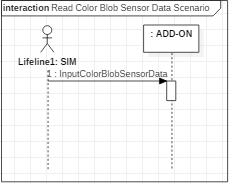 interaction Read Color Blob Sensor Data Scenario
: ADD-ON
Lifeline1: SIM
1 : InputColorBlobSensorData